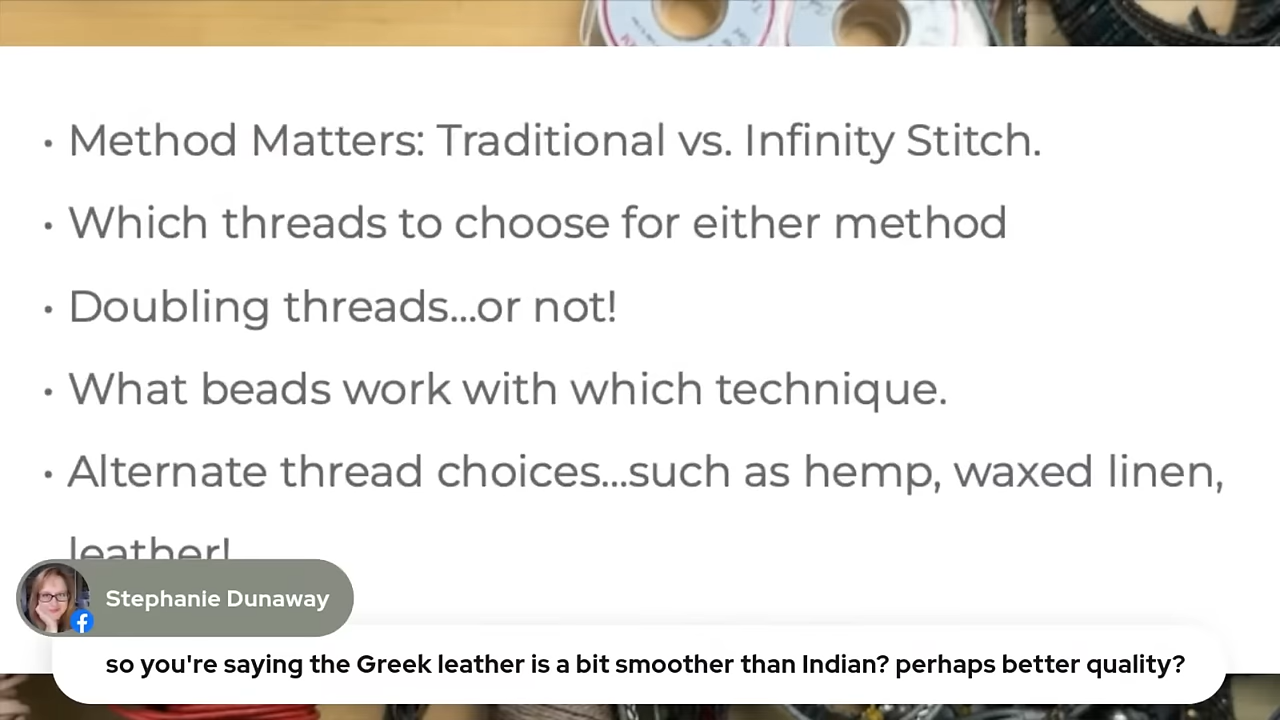 • Method Matters: Traditional vs. Infinity Stitch.
• Which threads to choose for either method
• Doubling threads...or not!
• What beads work with which technique.
• Alternate thread choices...such as hemp, waxed linen,
leather!
Stephanie Dunaway
so you're saying the Greek leather is a bit smoother than Indian? perhaps better quality?